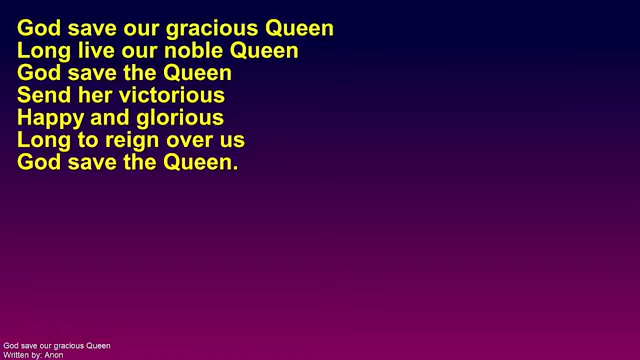 God save our gracious Queen
Long live our noble Queen
God save the Queen
Send her victorious
Happy and glorious
Long to reign over us
God save the Queen.
God save our gracious Queen
Written by: Anon